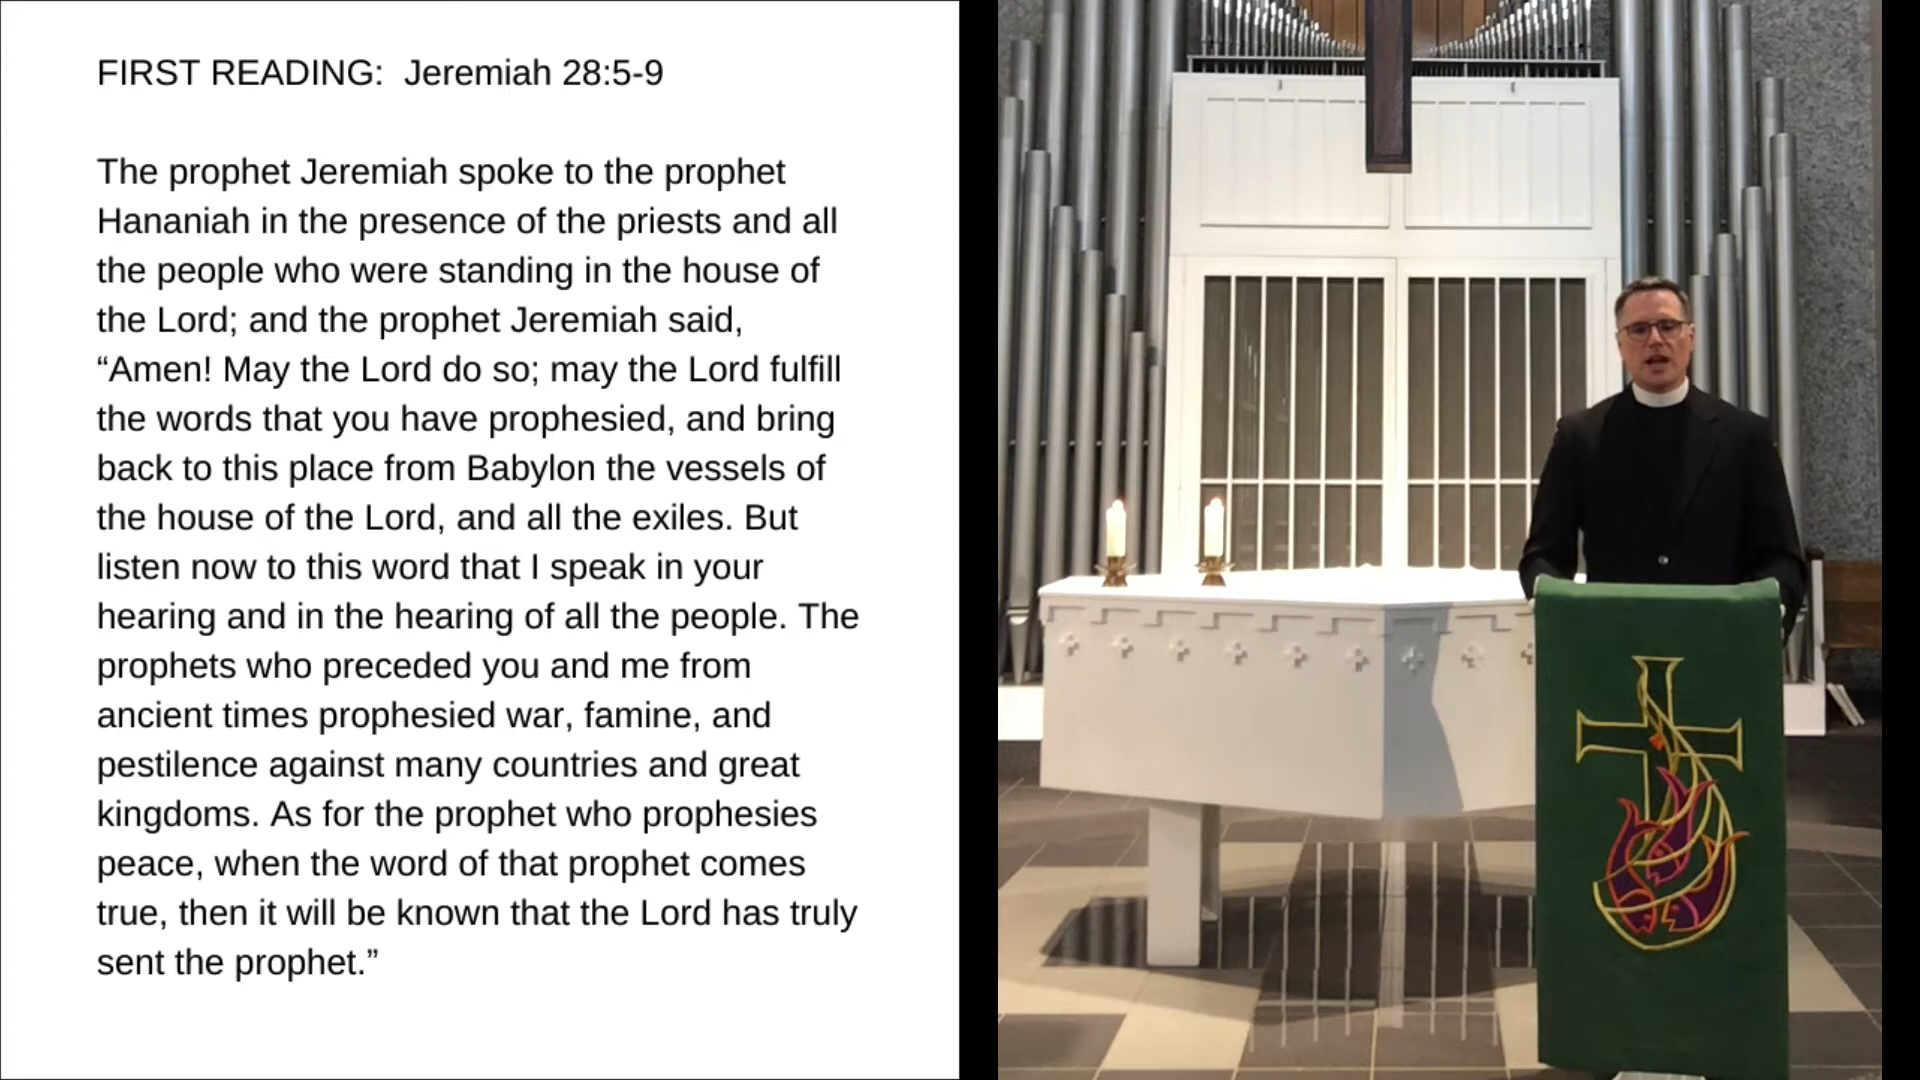 FIRST READING:  Jeremiah 28:5-9
The prophet Jeremiah spoke to the prophet
Hananiah in the presence of the priests and all
the people who were standing in the house of
the Lord; and the prophet Jeremiah said,
“Amen! May the Lord do so; may the Lord fulfill
the words that you have prophesied, and bring
back to this place from Babylon the vessels of
the house of the Lord, and all the exiles. But
listen now to this word that I speak in your
hearing and in the hearing of all the people. The
prophets who preceded you and me from
ancient times prophesied war, famine, and
pestilence against many countries and great
kingdoms. As for the prophet who prophesies
peace, when the word of that prophet comes
true, then it will be known that the Lord has truly
sent the prophet.”